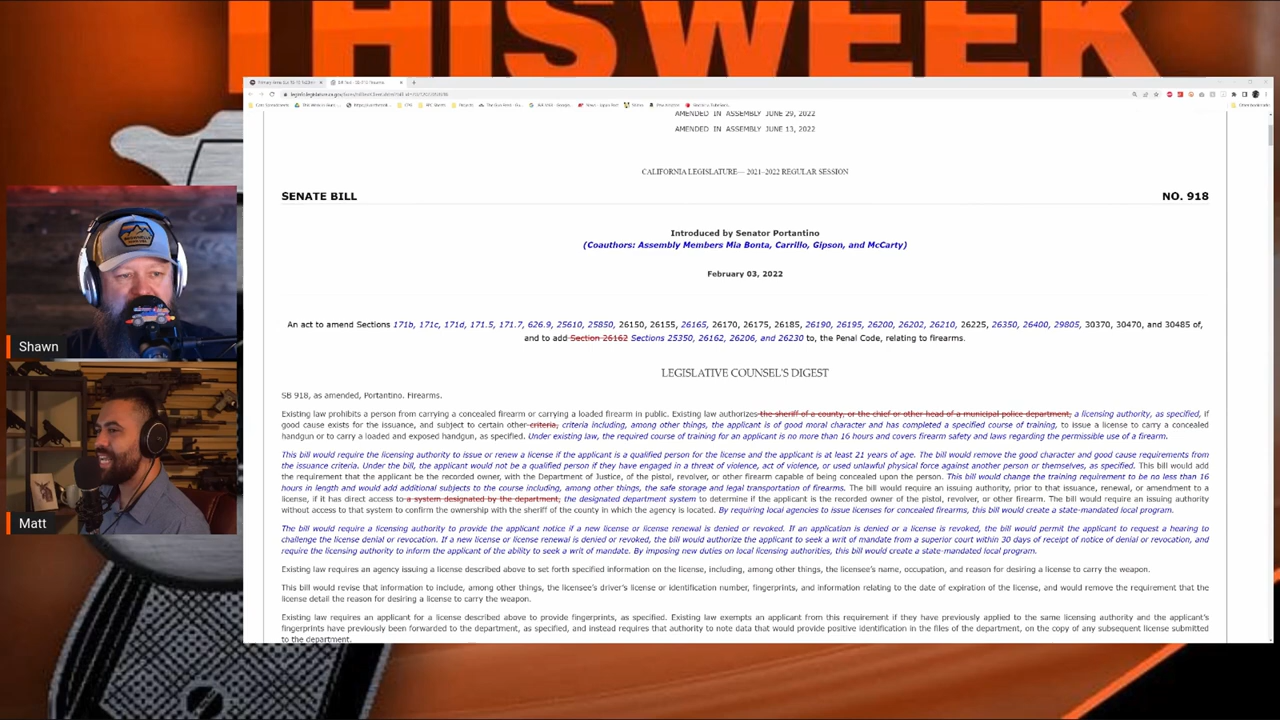 THIS WEEK
AMENDED IN ASSEMBLY JUNE 29, 2022
AMENDED IN ASSEMBLY JUNE 13, 2022
CALIFORNIA LEGISLATURE— 2021–2022 REGULAR SESSION
SENATE BILL NO. 918
Introduced by Senator Portantino
(Coauthors: Assembly Members Mia Bonta, Carrillo, Gipson, and McCarty)
February 03, 2022
An act to amend Sections 171b, 171c, 171d, 171.5, 171.7, 626.9, 25610, 25850, 26150, 26155, 26165, 26170, 26175, 26185, 26190, 26195, 26200, 26202, 26210, 26225, 26350, 26400, 29805, 30370, 30470, and 30485 of,
and to add Section 26162 Sections 25350, 26162, 26206, and 26230 to, the Penal Code, relating to firearms.
LEGISLATIVE COUNSEL'S DIGEST
SB 918, as amended, Portantino. Firearms.
Existing law prohibits a person from carrying a concealed firearm or carrying a loaded firearm in public. Existing law authorizes the sheriff of a county, or the chief or other head of a municipal police department, a licensing authority, as specified, if
good cause exists for the issuance, and subject to certain other criteria, criteria including, among other things, the applicant is of good moral character and has completed a specified course of training, to issue a license to carry a concealed
handgun or to carry a loaded and exposed handgun, as specified. Under existing law, the required course of training for an applicant is no more than 16 hours and covers firearm safety and laws regarding the permissible use of a firearm.
This bill would require the licensing authority to issue or renew a license if the applicant is a qualified person for the license and the applicant is at least 21 years of age. The bill would remove the good character and good cause requirements from
the issuance criteria. Under the bill, the applicant would not be a qualified person if they have engaged in a threat of violence, act of violence, or used unlawful physical force against another person or themselves, as specified. This bill would add
the requirement that the applicant be the recorded owner, with the Department of Justice, of the pistol, revolver, or other firearm capable of being concealed upon the person. This bill would change the training requirement to be no less than 16
hours in length and would add additional subjects to the course including, among other things, the safe storage and legal transportation of firearms. The bill would require an issuing authority, prior to that issuance, renewal, or amendment to a
license, if it has direct access to a system designated by the department, the designated department system to determine if the applicant is the recorded owner of the pistol, revolver, or other firearm. The bill would require an issuing authority
without access to that system to confirm the ownership with the sheriff of the county in which the agency is located. By requiring local agencies to issue licenses for concealed firearms, this bill would create a state-mandated local program.
The bill would require a licensing authority to provide the applicant notice if a new license or license renewal is denied or revoked. If an application is denied or a license is revoked, the bill would permit the applicant to request a hearing to
challenge the license denial or revocation. If a new license or license renewal is denied or revoked, the bill would authorize the applicant to seek a writ of mandate from a superior court within 30 days of receipt of notice of denial or revocation, and
require the licensing authority to inform the applicant of the ability to seek a writ of mandate. By imposing new duties on local licensing authorities, this bill would create a state-mandated local program.
Existing law requires an agency issuing a license described above to set forth specified information on the license, including, among other things, the licensee's name, occupation, and reason for desiring a license to carry the weapon.
This bill would revise that information to include, among other things, the licensee's driver's license or identification number, fingerprints, and information relating to the date of expiration of the license, and would remove the requirement that the
license detail the reason for desiring a license to carry the weapon.
Existing law requires an applicant for a license described above to provide fingerprints, as specified. Existing law exempts an applicant from this requirement if they have previously applied to the same licensing authority and the applicant's
fingerprints have previously been forwarded to the department, as specified, and instead requires that authority to note data that would provide positive identification in the files of the department, on the copy of any subsequent license submitted
to the department.
Shawn
Matt